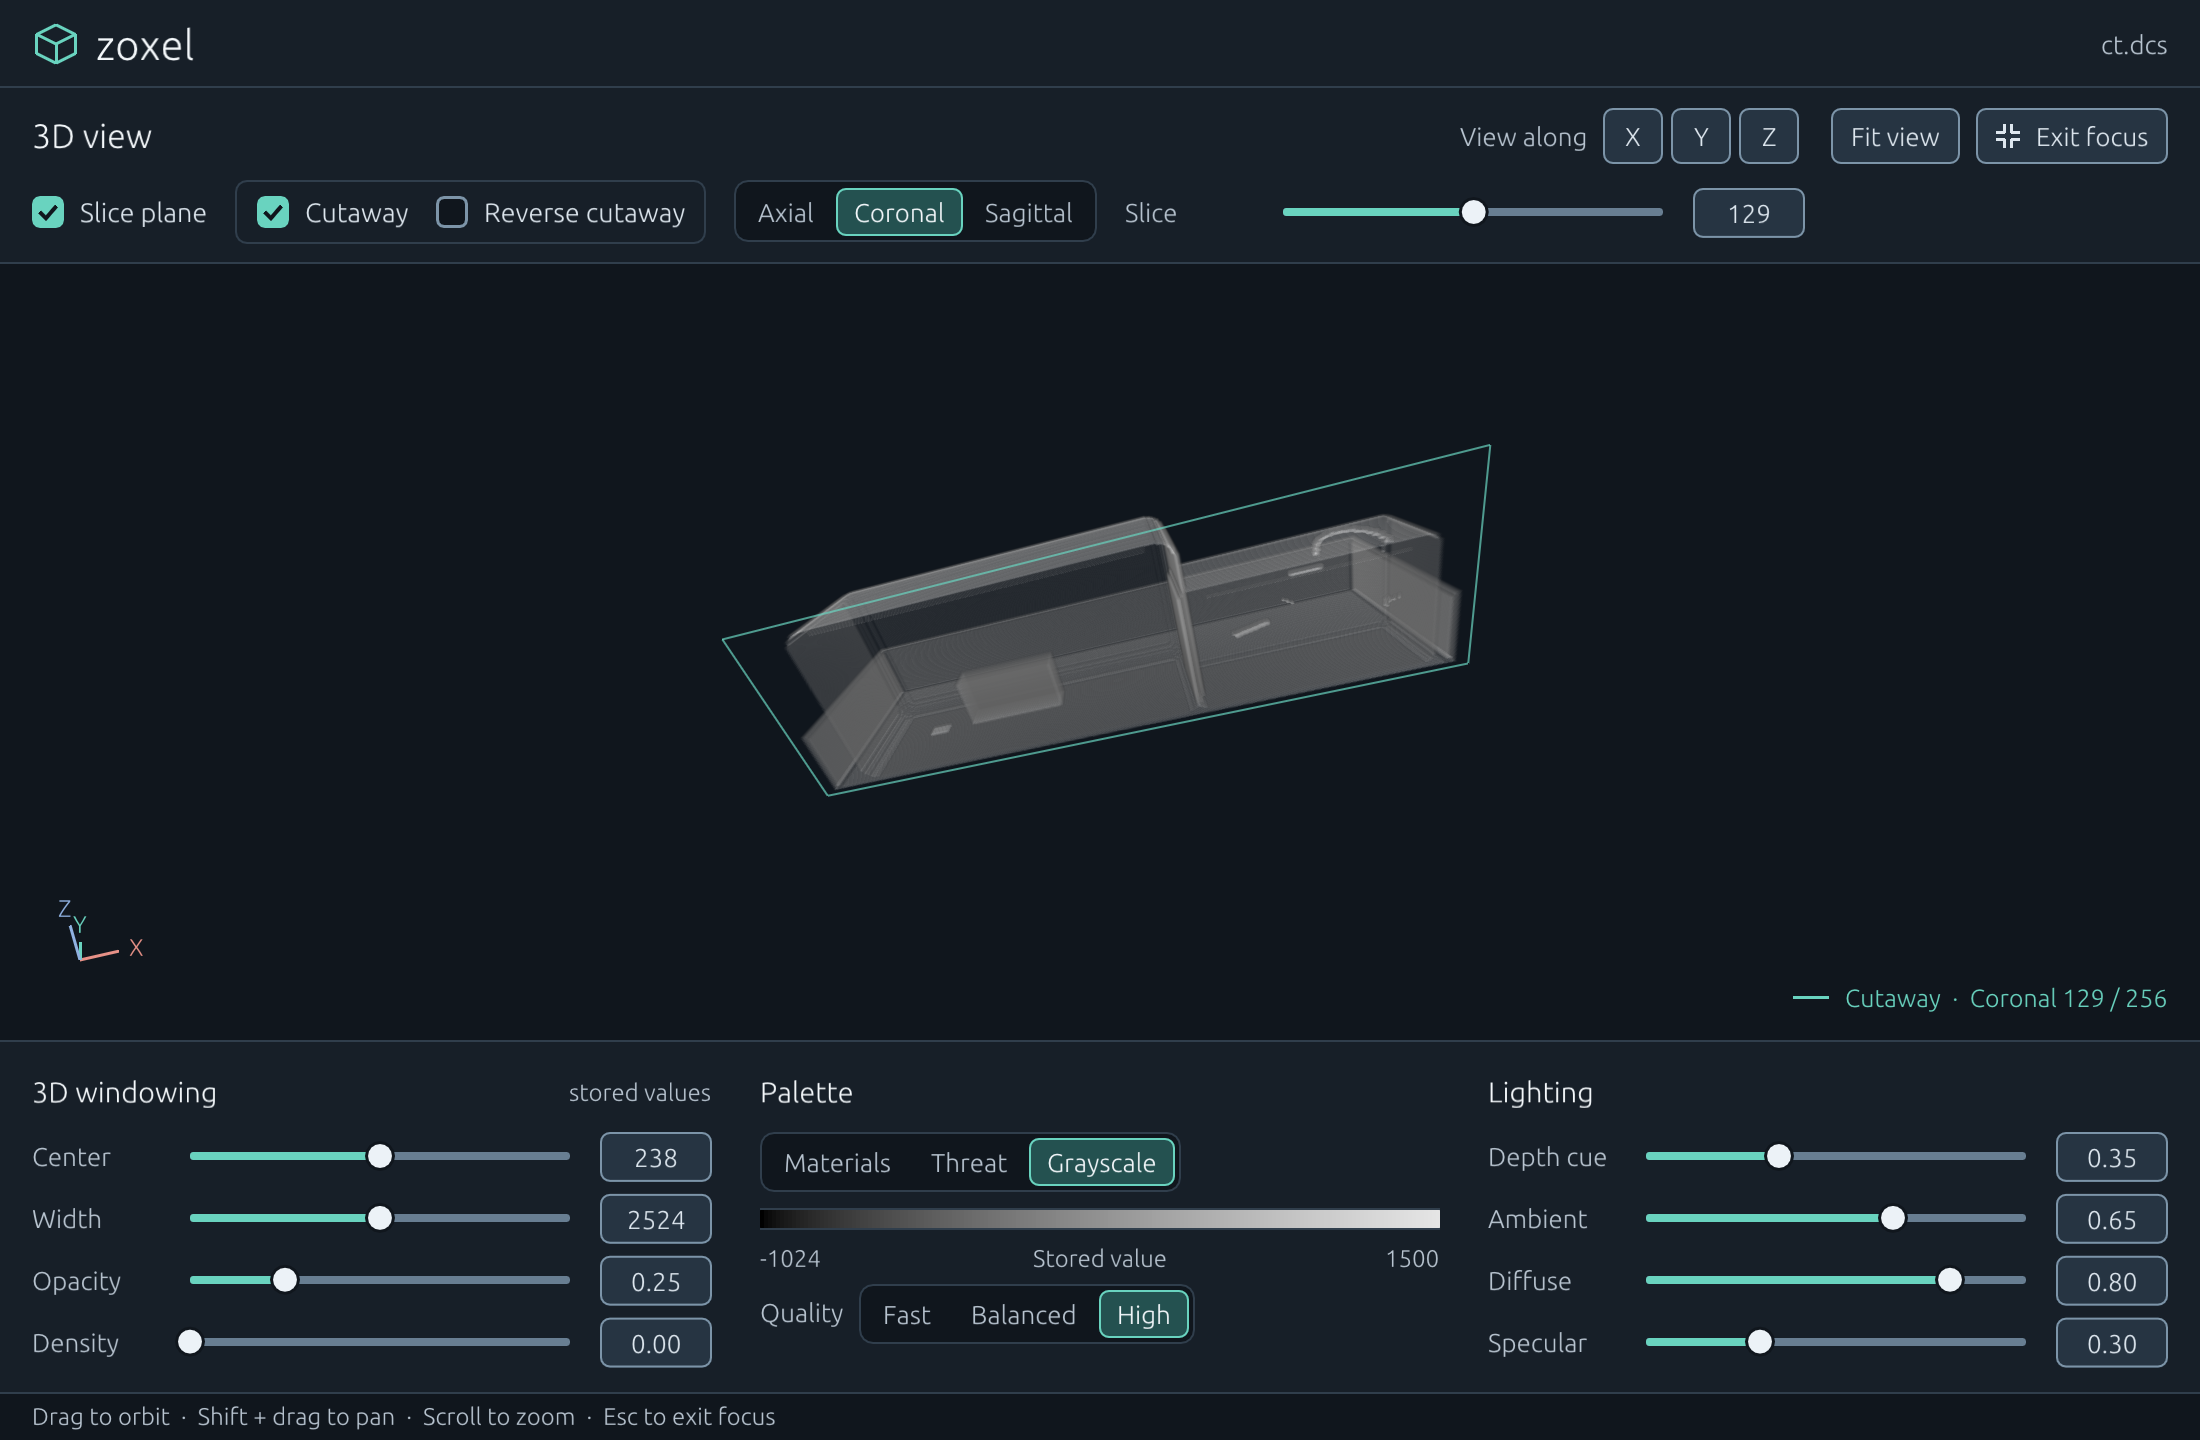 zoxel
ct.dcs
3D view
View along X Y Z Fit view Exit focus
Slice plane Cutaway Reverse cutaway Axial Coronal Sagittal Slice 129
Z
Y
X
Cutaway · Coronal 129 / 256
3D windowing stored values
Center 238
Width 2524
Opacity 0.25
Density 0.00
Palette
Materials Threat Grayscale
-1024 Stored value 1500
Quality Fast Balanced High
Lighting
Depth cue 0.35
Ambient 0.65
Diffuse 0.80
Specular 0.30
Drag to orbit · Shift + drag to pan · Scroll to zoom · Esc to exit focus